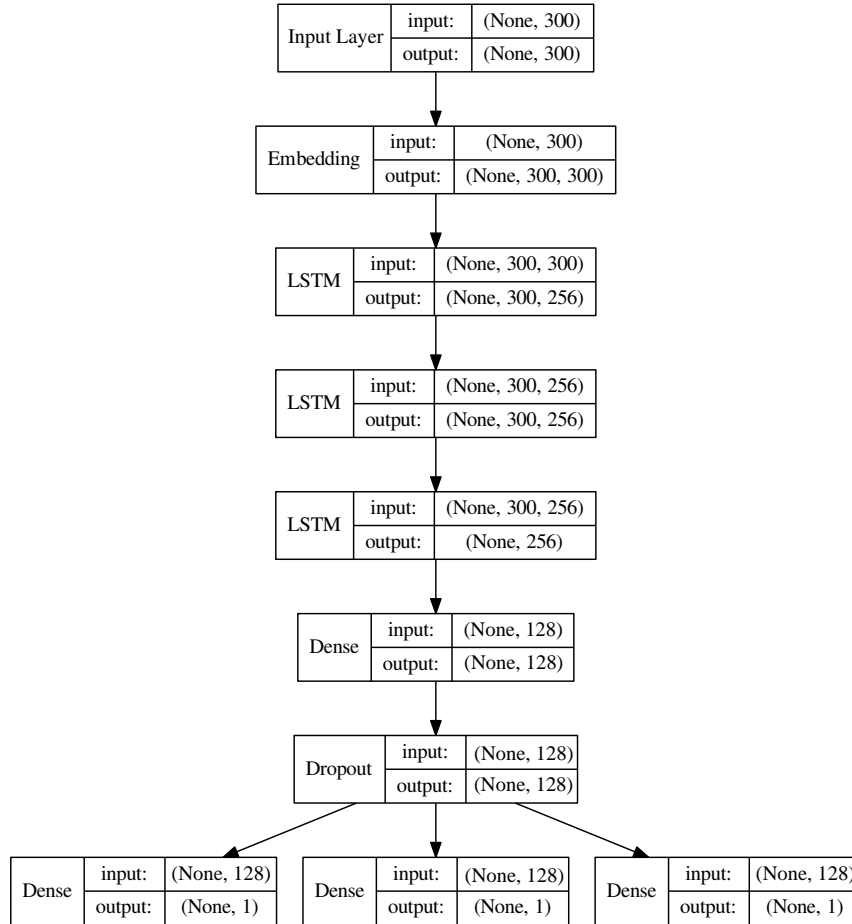 Input Layer input: (None, 300)
output: (None, 300)
Embedding input: (None, 300)
output: (None, 300, 300)
LSTM input: (None, 300, 300)
output: (None, 300, 256)
LSTM input: (None, 300, 256)
output: (None, 300, 256)
LSTM input: (None, 300, 256)
output: (None, 256)
Dense input: (None, 128)
output: (None, 128)
Dropout input: (None, 128)
output: (None, 128)
Dense input: (None, 128)
output: (None, 1)
Dense input: (None, 128)
output: (None, 1)
Dense input: (None, 128)
output: (None, 1)